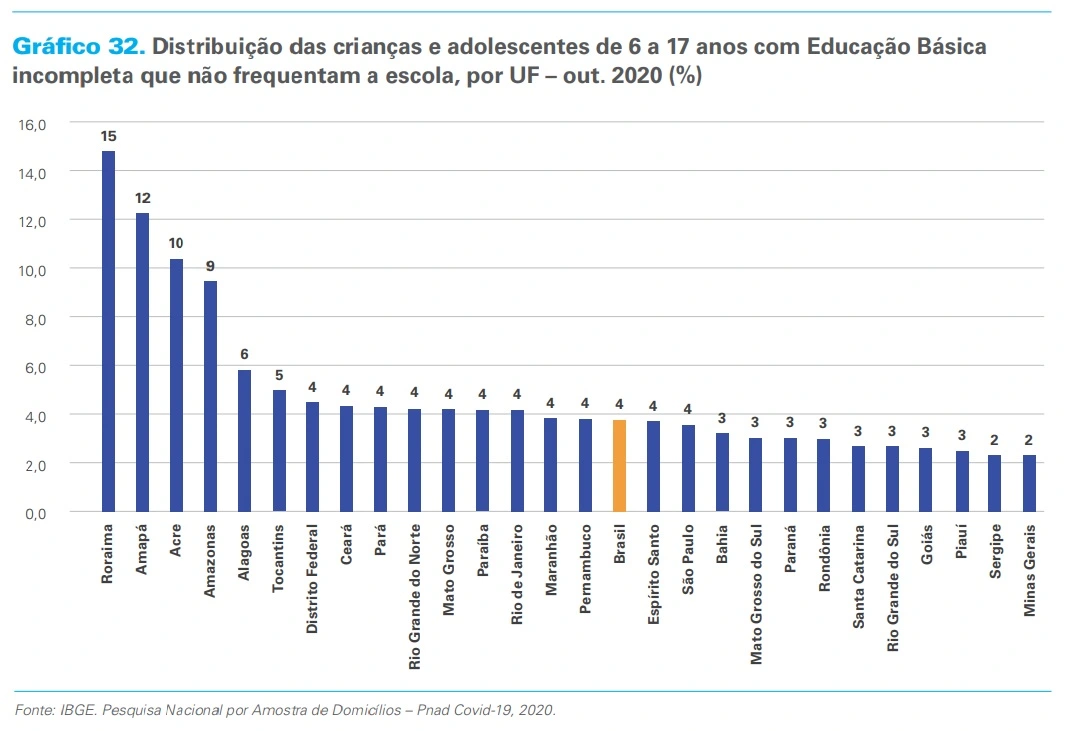 Gráfico 32. Distribuição das crianças e adolescentes de 6 a 17 anos com Educação Básica
incompleta que não frequentam a escola, por UF – out. 2020 (%)
16,0
14,0
12,0
10,0
8,0
6,0
4,0
2,0
0,0
15
12
10
9
6
5
4
4
4
4
4
4
4
4
4
4
4
4
3
3
3
3
3
3
3
3
2
2
Roraima
Amapá
Acre
Amazonas
Alagoas
Tocantins
Distrito Federal
Ceará
Pará
Rio Grande do Norte
Mato Grosso
Paraíba
Rio de Janeiro
Maranhão
Pernambuco
Brasil
Espírito Santo
São Paulo
Bahia
Mato Grosso do Sul
Paraná
Rondônia
Santa Catarina
Rio Grande do Sul
Goiás
Piauí
Sergipe
Minas Gerais
Fonte: IBGE. Pesquisa Nacional por Amostra de Domicílios – Pnad Covid-19, 2020.